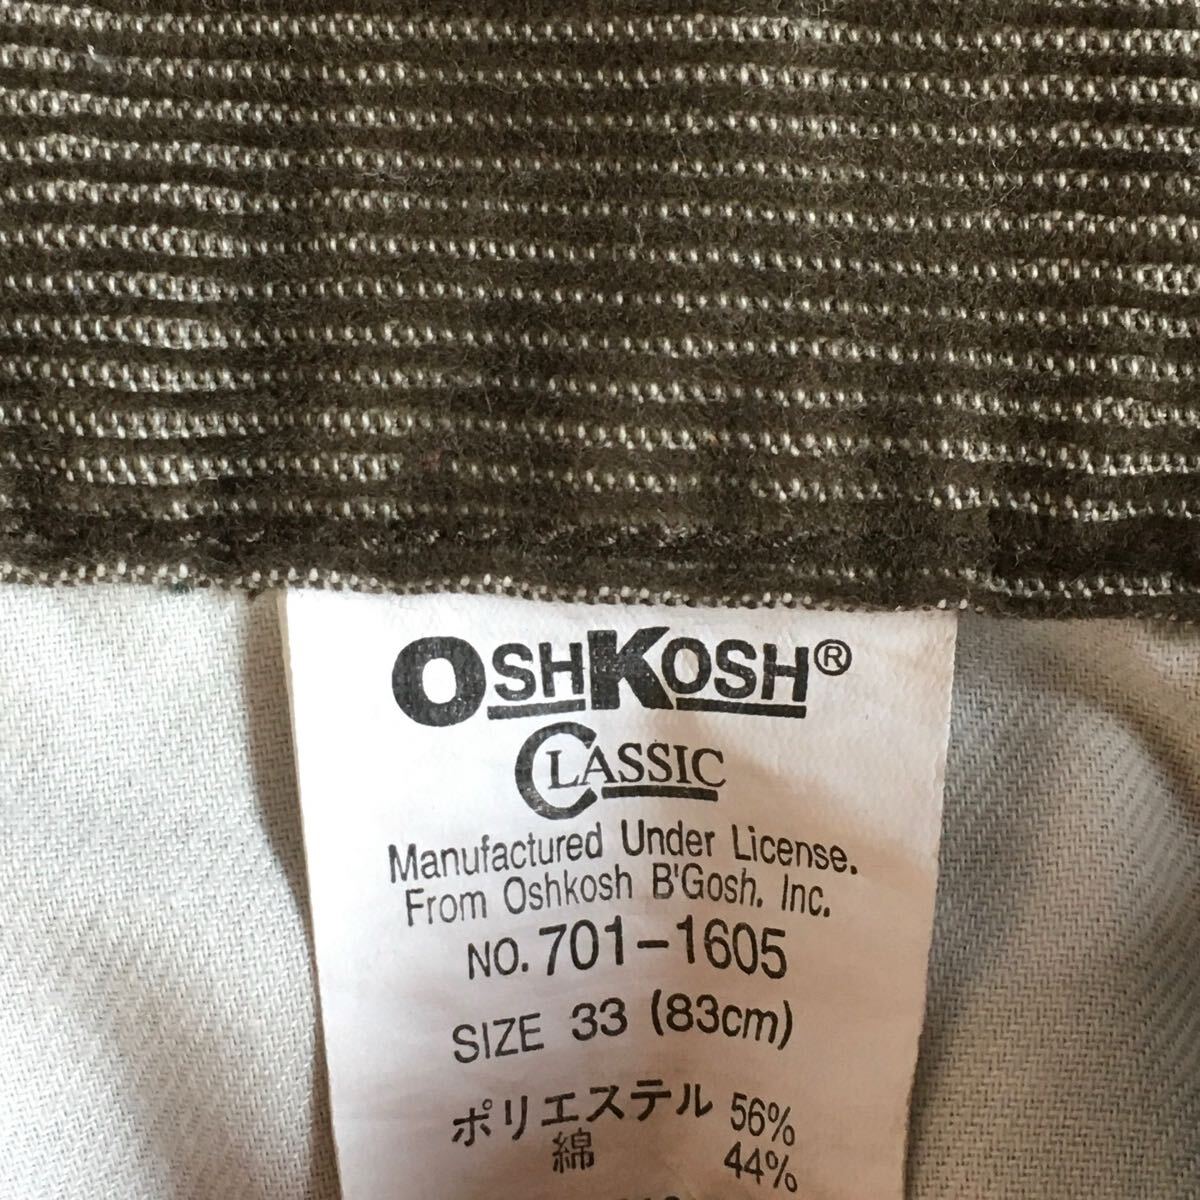 OSHKOSH®
CLASSIC
Manufactured Under License.
From Oshkosh B'Gosh, Inc.
NO. 701-1605
SIZE 33 (83cm)
ポリエステル 56%
綿 44%